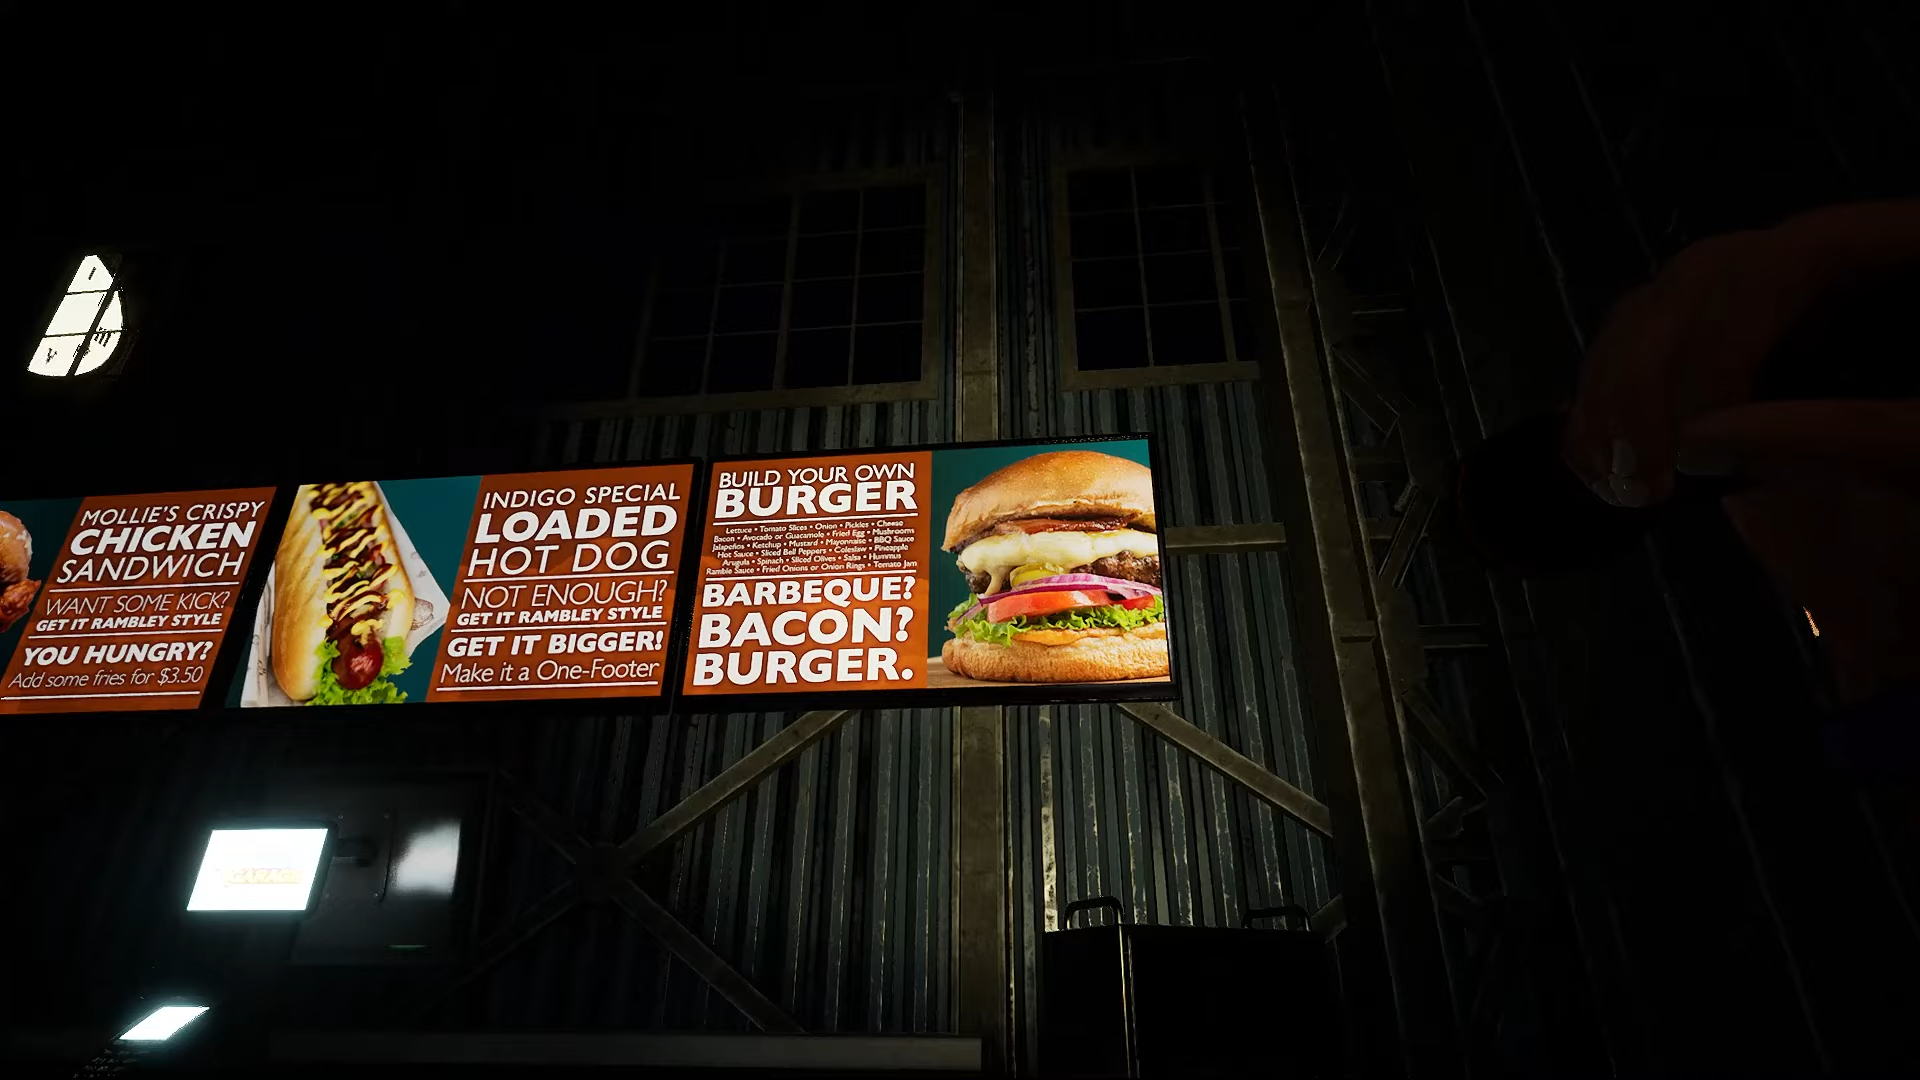 MOLLIE'S CRISPY
CHICKEN
SANDWICH
WANT SOME KICK?
GET IT RAMBLEY STYLE
YOU HUNGRY?
Add some fries for $3.50
INDIGO SPECIAL
LOADED
HOT DOG
NOT ENOUGH?
GET IT RAMBLEY STYLE
GET IT BIGGER!
Make it a One-Footer
BUILD YOUR OWN
BURGER
Lettuce • Tomato Slices • Onion • Pickles • Cheese
Bacon • Avocado or Guacamole • Fried Egg • Mushrooms
Jalapeños • Ketchup • Mustard • Mayonnaise • BBQ Sauce
Hot Sauce • Sliced Bell Peppers • Coleslaw • Pineapple
Arugula • Spinach • Sliced Olives • Salsa • Hummus
Ramble Sauce • Fried Onions or Onion Rings • Tomato Jam
BARBEQUE?
BACON?
BURGER.